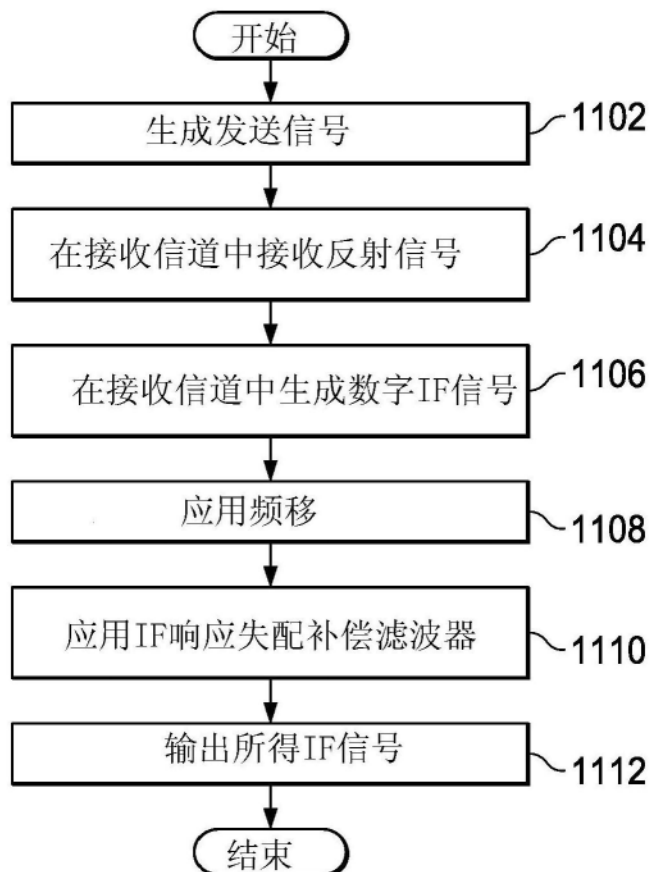 开始
生成发送信号
1102
在接收信道中接收反射信号
1104
在接收信道中生成数字IF信号
1106
应用频移
1108
应用IF响应失配补偿滤波器
1110
输出所得IF信号
1112
结束